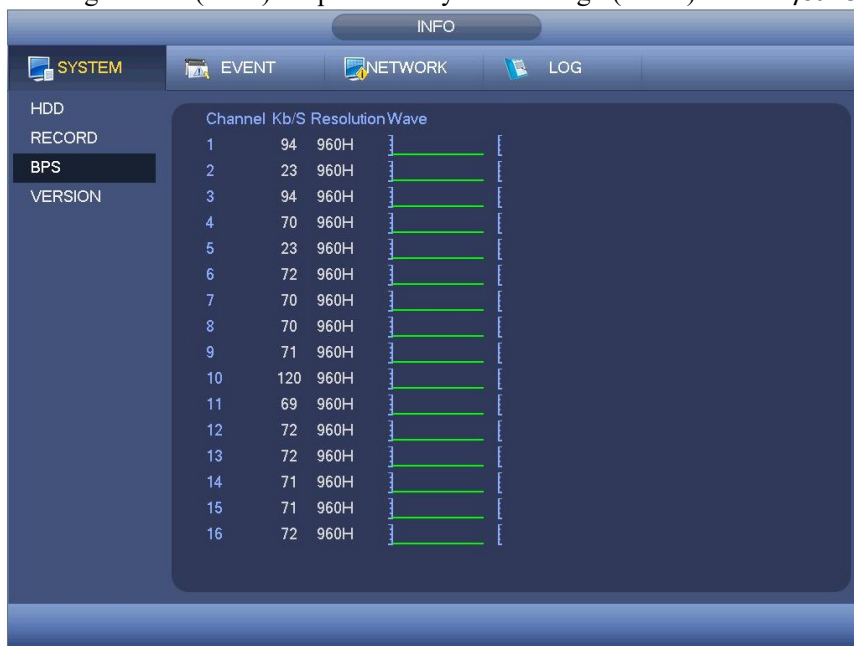 INFO
SYSTEM EVENT NETWORK LOG
HDD
RECORD
BPS
VERSION
Channel Kb/S Resolution Wave
1 94 960H
2 23 960H
3 94 960H
4 70 960H
5 23 960H
6 72 960H
7 70 960H
8 70 960H
9 71 960H
10 120 960H
11 69 960H
12 72 960H
13 72 960H
14 71 960H
15 71 960H
16 72 960H